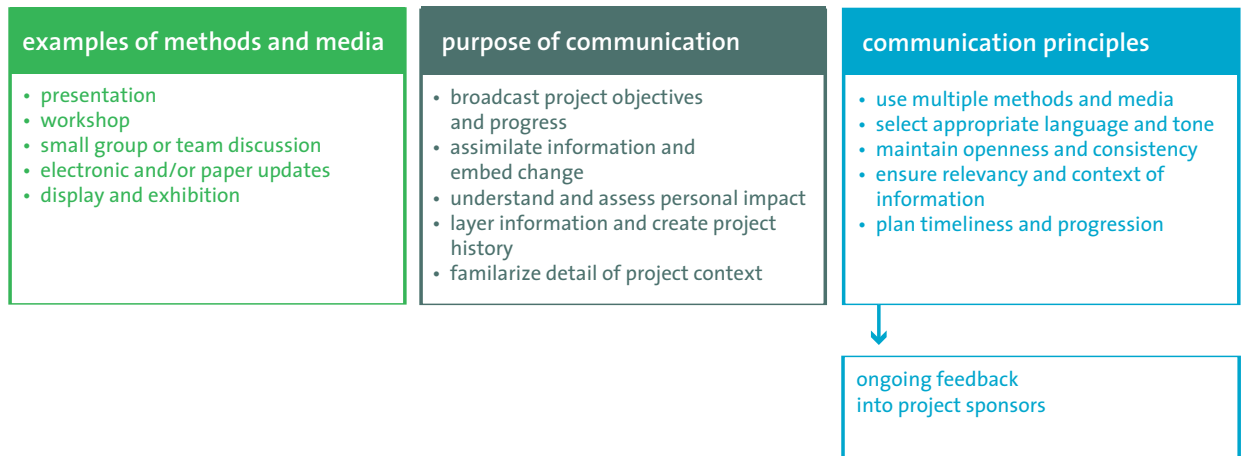 examples of methods and media
• presentation
• workshop
• small group or team discussion
• electronic and/or paper updates
• display and exhibition
purpose of communication
• broadcast project objectives
and progress
• assimilate information and
embed change
• understand and assess personal impact
• layer information and create project
history
• familarize detail of project context
communication principles
• use multiple methods and media
• select appropriate language and tone
• maintain openness and consistency
• ensure relevancy and context of
information
• plan timeliness and progression
ongoing feedback
into project sponsors